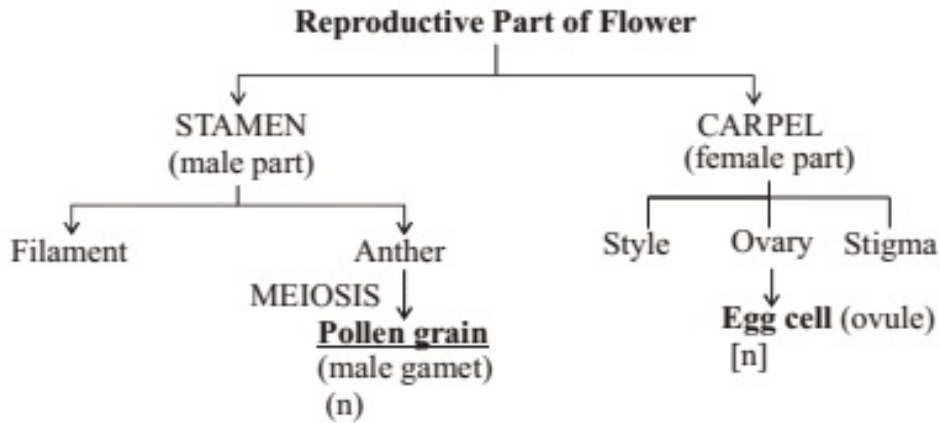 Reproductive Part of Flower
STAMEN
(male part)
CARPEL
(female part)
Filament
Anther
Style
Ovary
Stigma
MEIOSIS
Pollen grain
(male gamet)
(n)
Egg cell (ovule)
[n]